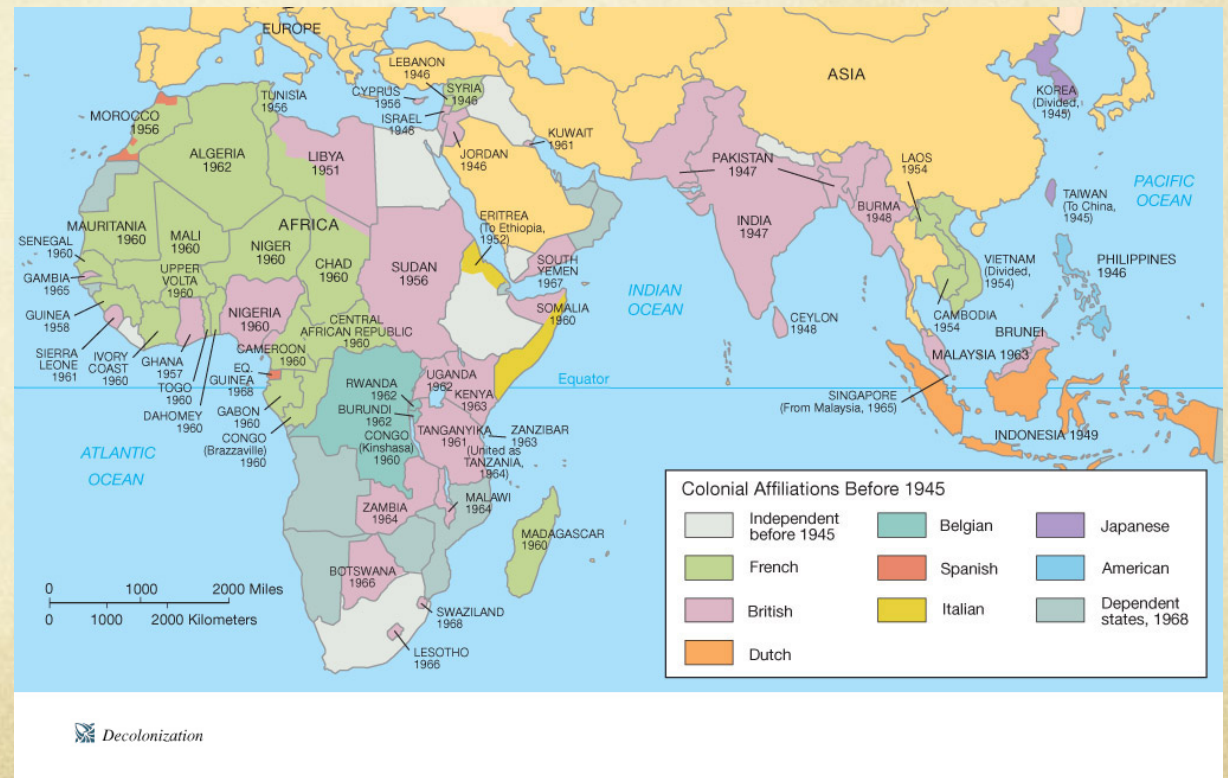 EUROPE
ASIA
LEBANON
1946
CYPRUS
1956
SYRIA
1946
ISRAEL
1948
TUNISIA
1956
MOROCCO
1956
KUWAIT
1961
KOREA
(Divided,
1945)
ALGERIA
1962
LIBYA
1951
JORDAN
1946
PAKISTAN
1947
LAOS
1954
PACIFIC
OCEAN
TAIWAN
(To China,
1945)
MAURITANIA
1960
MALI
1960
AFRICA
NIGER
1960
ERITREA
(To Ethiopia,
1952)
INDIA
1947
BURMA
1948
SENEGAL
1960
UPPER
VOLTA
1960
CHAD
1960
SUDAN
1956
SOUTH
YEMEN
1967
VIETNAM
(Divided,
1954)
PHILIPPINES
1946
GAMBIA
1965
INDIAN
OCEAN
GUINEA
1958
NIGERIA
1960
SOMALIA
1960
CEYLON
1948
CAMBODIA
1954
CENTRAL
AFRICAN REPUBLIC
1960
BRUNEI
SIERRA
LEONE
1961
IVORY
COAST
1960
GHANA
1957
CAMEROON
1960
MALAYSIA 1963
TOGO
1960
EQ.
GUINEA
1968
UGANDA
1962
RWANDA
1962
KENYA
1963
Equator
DAHOMEY
1960
GABON
1960
BURUNDI
1962
SINGAPORE
(From Malaysia, 1965)
CONGO
(Brazzaville)
1960
CONGO
(Kinshasa)
1960
TANGANYIKA
1961
(United as
TANZANIA,
1964)
ZANZIBAR
1963
INDONESIA 1949
ATLANTIC
OCEAN
MALAWI
1964
ZAMBIA
1964
MADAGASCAR
1960
BOTSWANA
1966
SWAZILAND
1968
LESOTHO
1966
0 1000 2000 Miles
0 1000 2000 Kilometers
Colonial Affiliations Before 1945
Independent
before 1945
Belgian
Japanese
French
Spanish
American
British
Italian
Dependent
states, 1968
Dutch
Decolonization